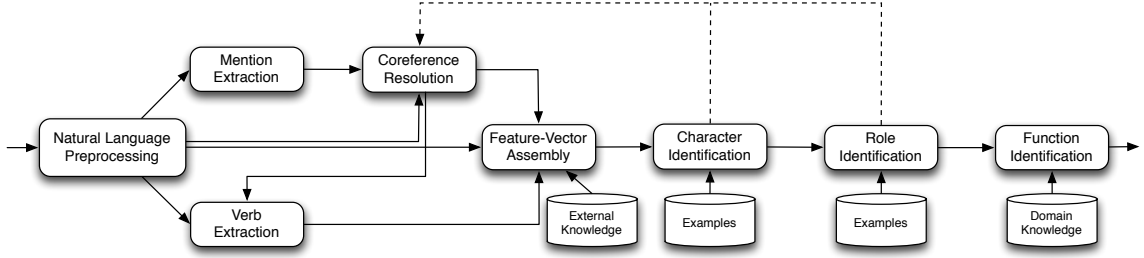 Mention
Extraction
Coreference
Resolution
Natural Language
Preprocessing
Feature-Vector
Assembly
Character
Identification
Role
Identification
Function
Identification
Verb
Extraction
External
Knowledge
Examples
Examples
Domain
Knowledge